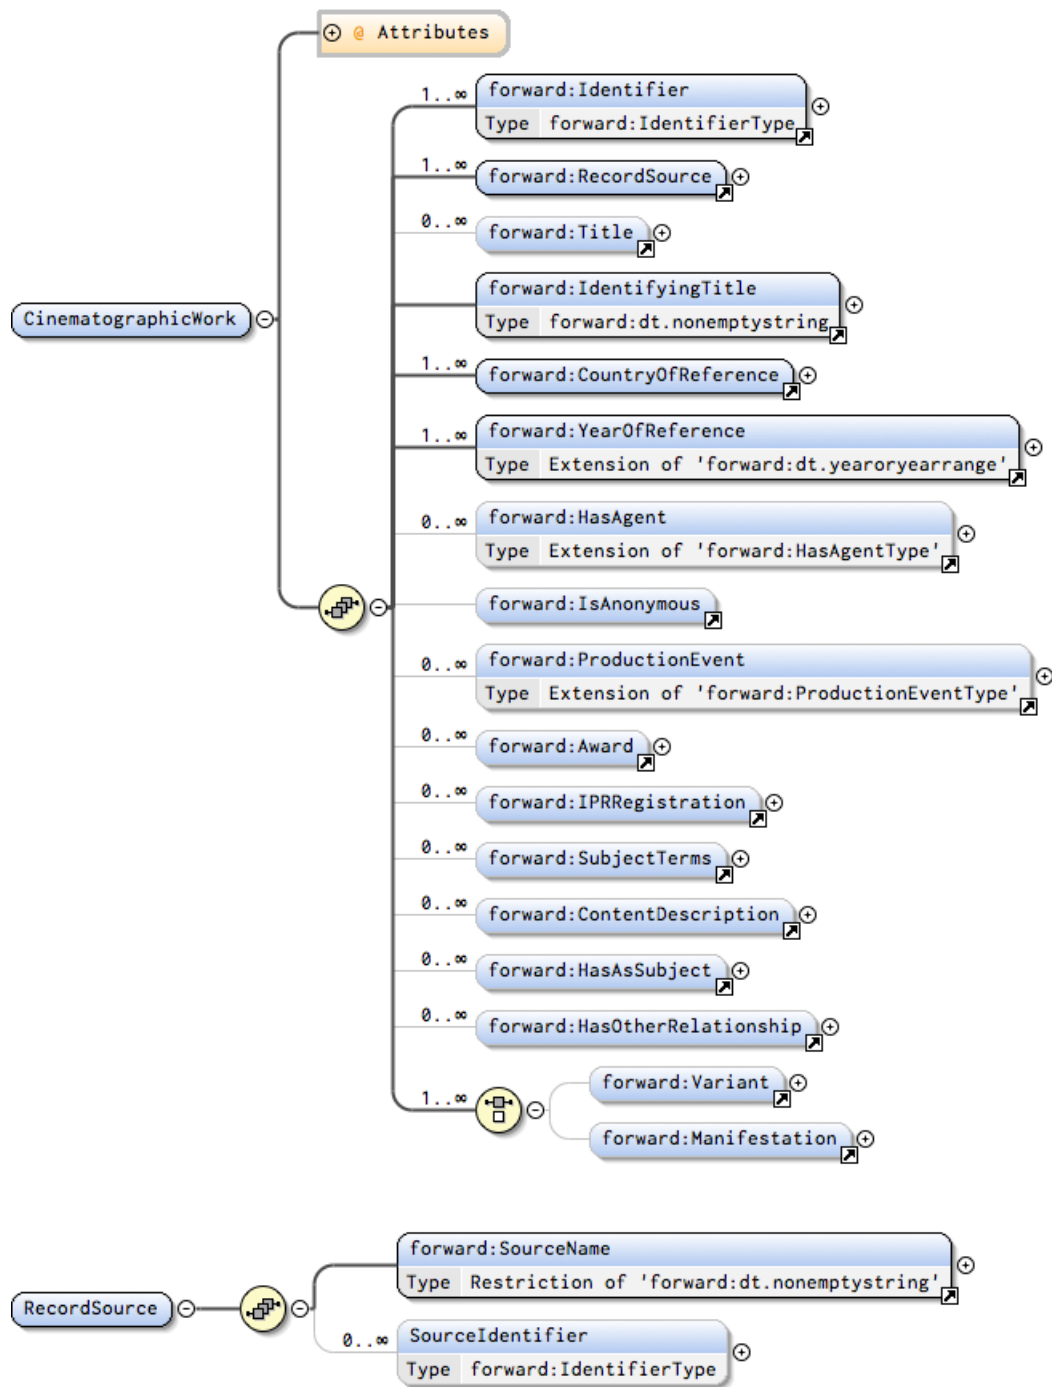 @ Attributes
1..∞
forward:Identifier
Type forward:IdentifierType
1..∞
forward:RecordSource
0..∞
forward:Title
forward:IdentifyingTitle
Type forward:dt.nonemptystring
CinematographicWork
1..∞
forward:CountryOfReference
1..∞
forward:YearOfReference
Type Extension of 'forward:dt.yearoryearrange'
0..∞
forward:HasAgent
Type Extension of 'forward:HasAgentType'
forward:IsAnonymous
0..∞
forward:ProductionEvent
Type Extension of 'forward:ProductionEventType'
0..∞
forward:Award
0..∞
forward:IPRRegistration
0..∞
forward:SubjectTerms
0..∞
forward:ContentDescription
0..∞
forward:HasAsSubject
0..∞
forward:HasOtherRelationship
1..∞
forward:Variant
forward:Manifestation
forward:SourceName
Type Restriction of 'forward:dt.nonemptystring'
RecordSource
0..∞
SourceIdentifier
Type forward:IdentifierType